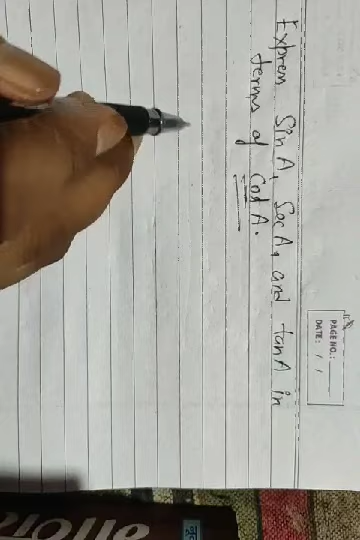 PAGE NO.:
DATE: / /
Express Sin A, Sec A, and tan A in
terms of Cot A.